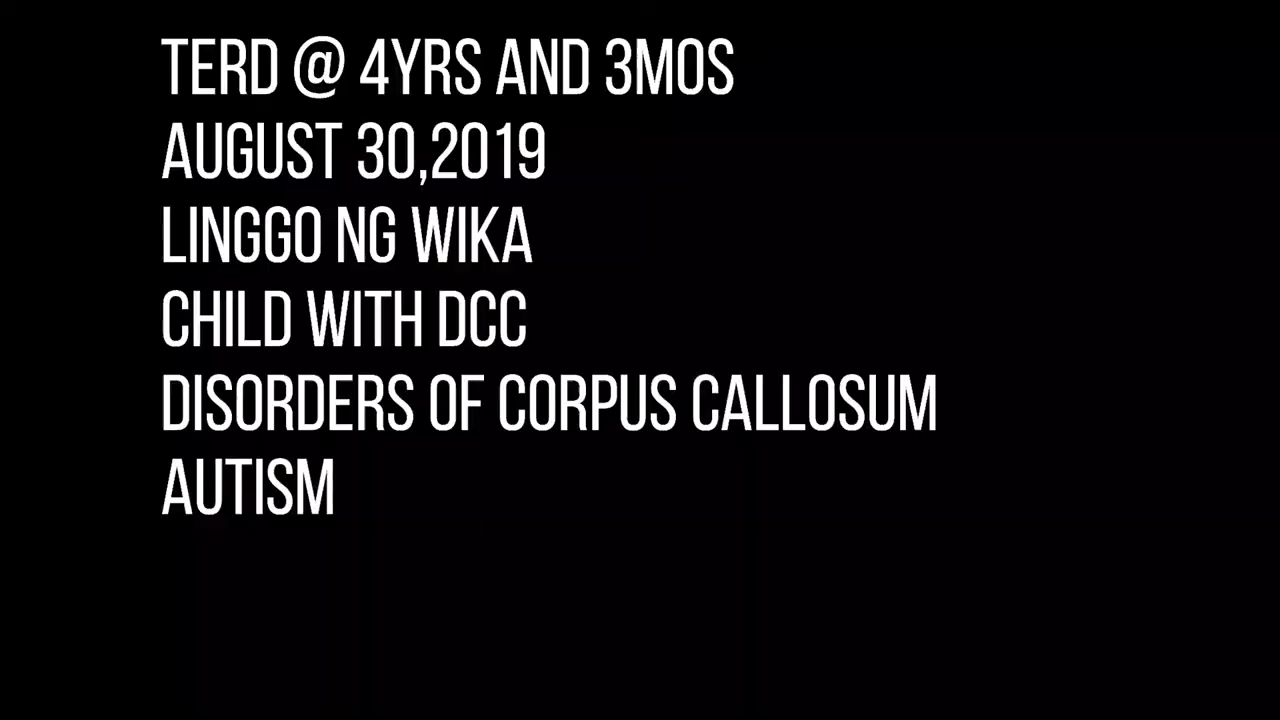 TERD @ 4YRS AND 3MOS
AUGUST 30,2019
LINGGO NG WIKA
CHILD WITH DCC
DISORDERS OF CORPUS CALLOSUM
AUTISM